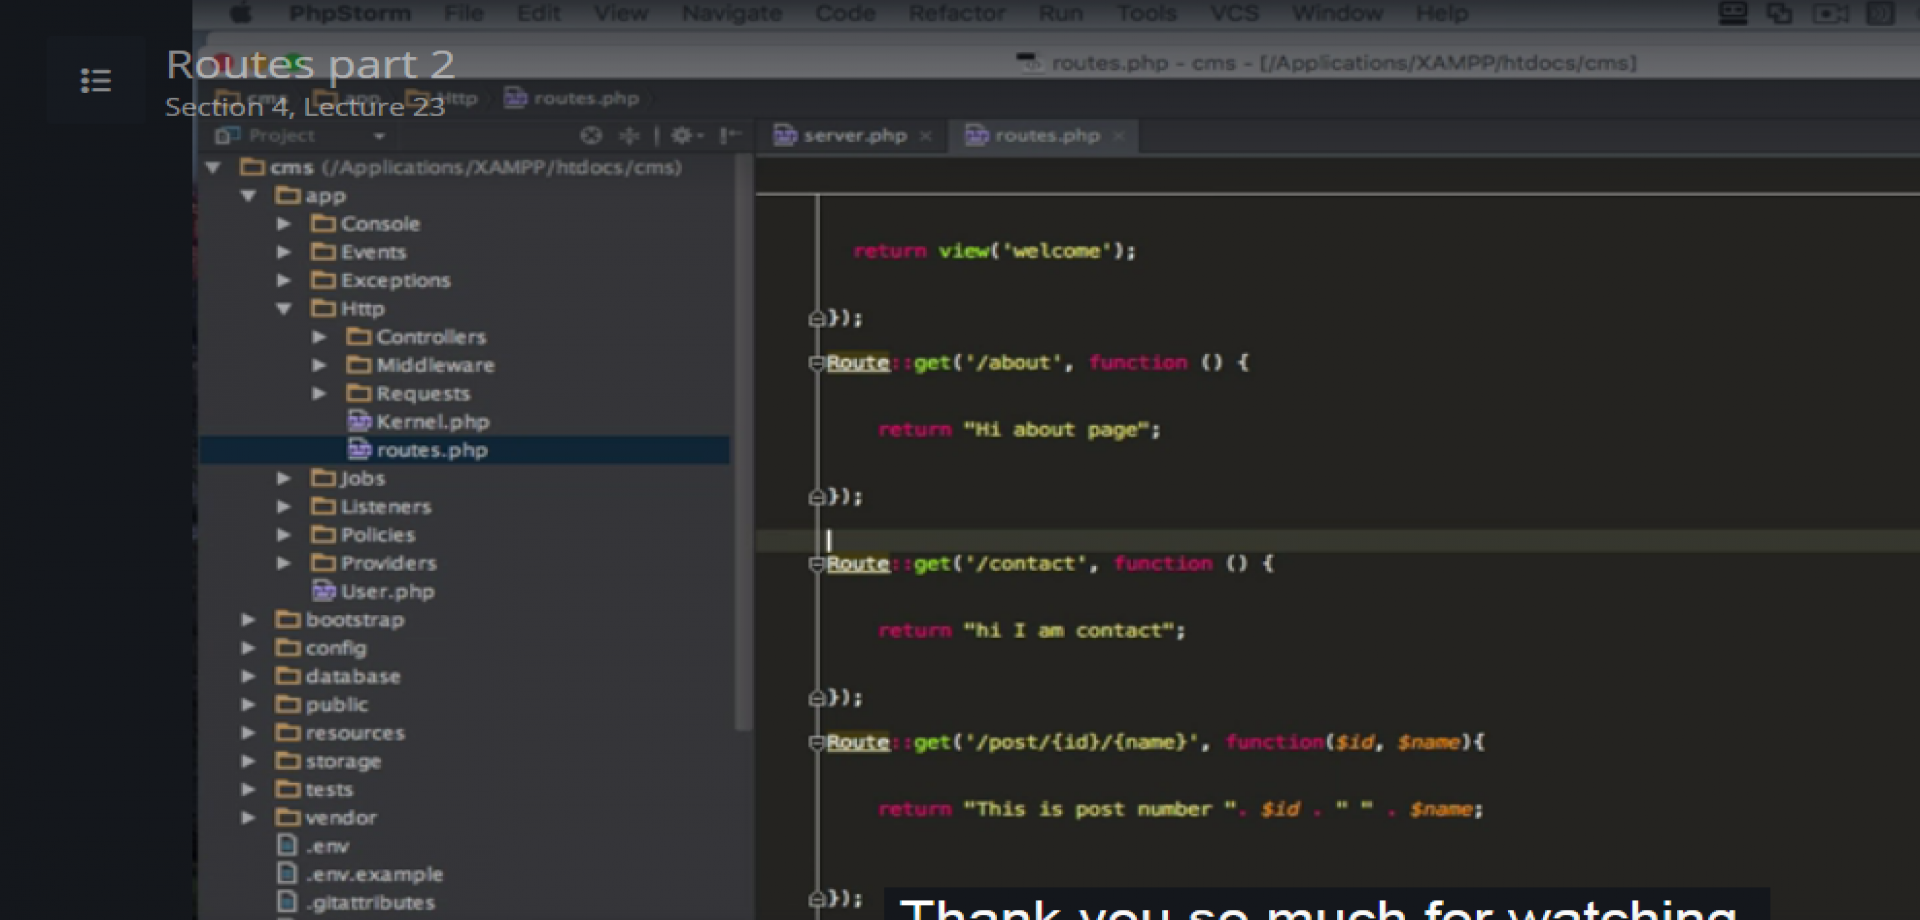 PhpStorm File Edit View Navigate Code Refactor Run Tools VCS Window Help
Routes part 2
Section 4, Lecture 23
routes.php - cms - [/Applications/XAMPP/htdocs/cms]
cms app Http routes.php
Project
server.php routes.php
cms (/Applications/XAMPP/htdocs/cms)
app
Console
Events
Exceptions
Http
Controllers
Middleware
Requests
Kernel.php
routes.php
Jobs
Listeners
Policies
Providers
User.php
bootstrap
config
database
public
resources
storage
tests
vendor
.env
.env.example
.gitattributes
return view('welcome');
});
Route::get('/about', function () {
return "Hi about page";
});
Route::get('/contact', function () {
return "hi I am contact";
});
Route::get('/post/{id}/{name}', function($id, $name){
return "This is post number ". $id . " " . $name;
});
Thank you so much for watching